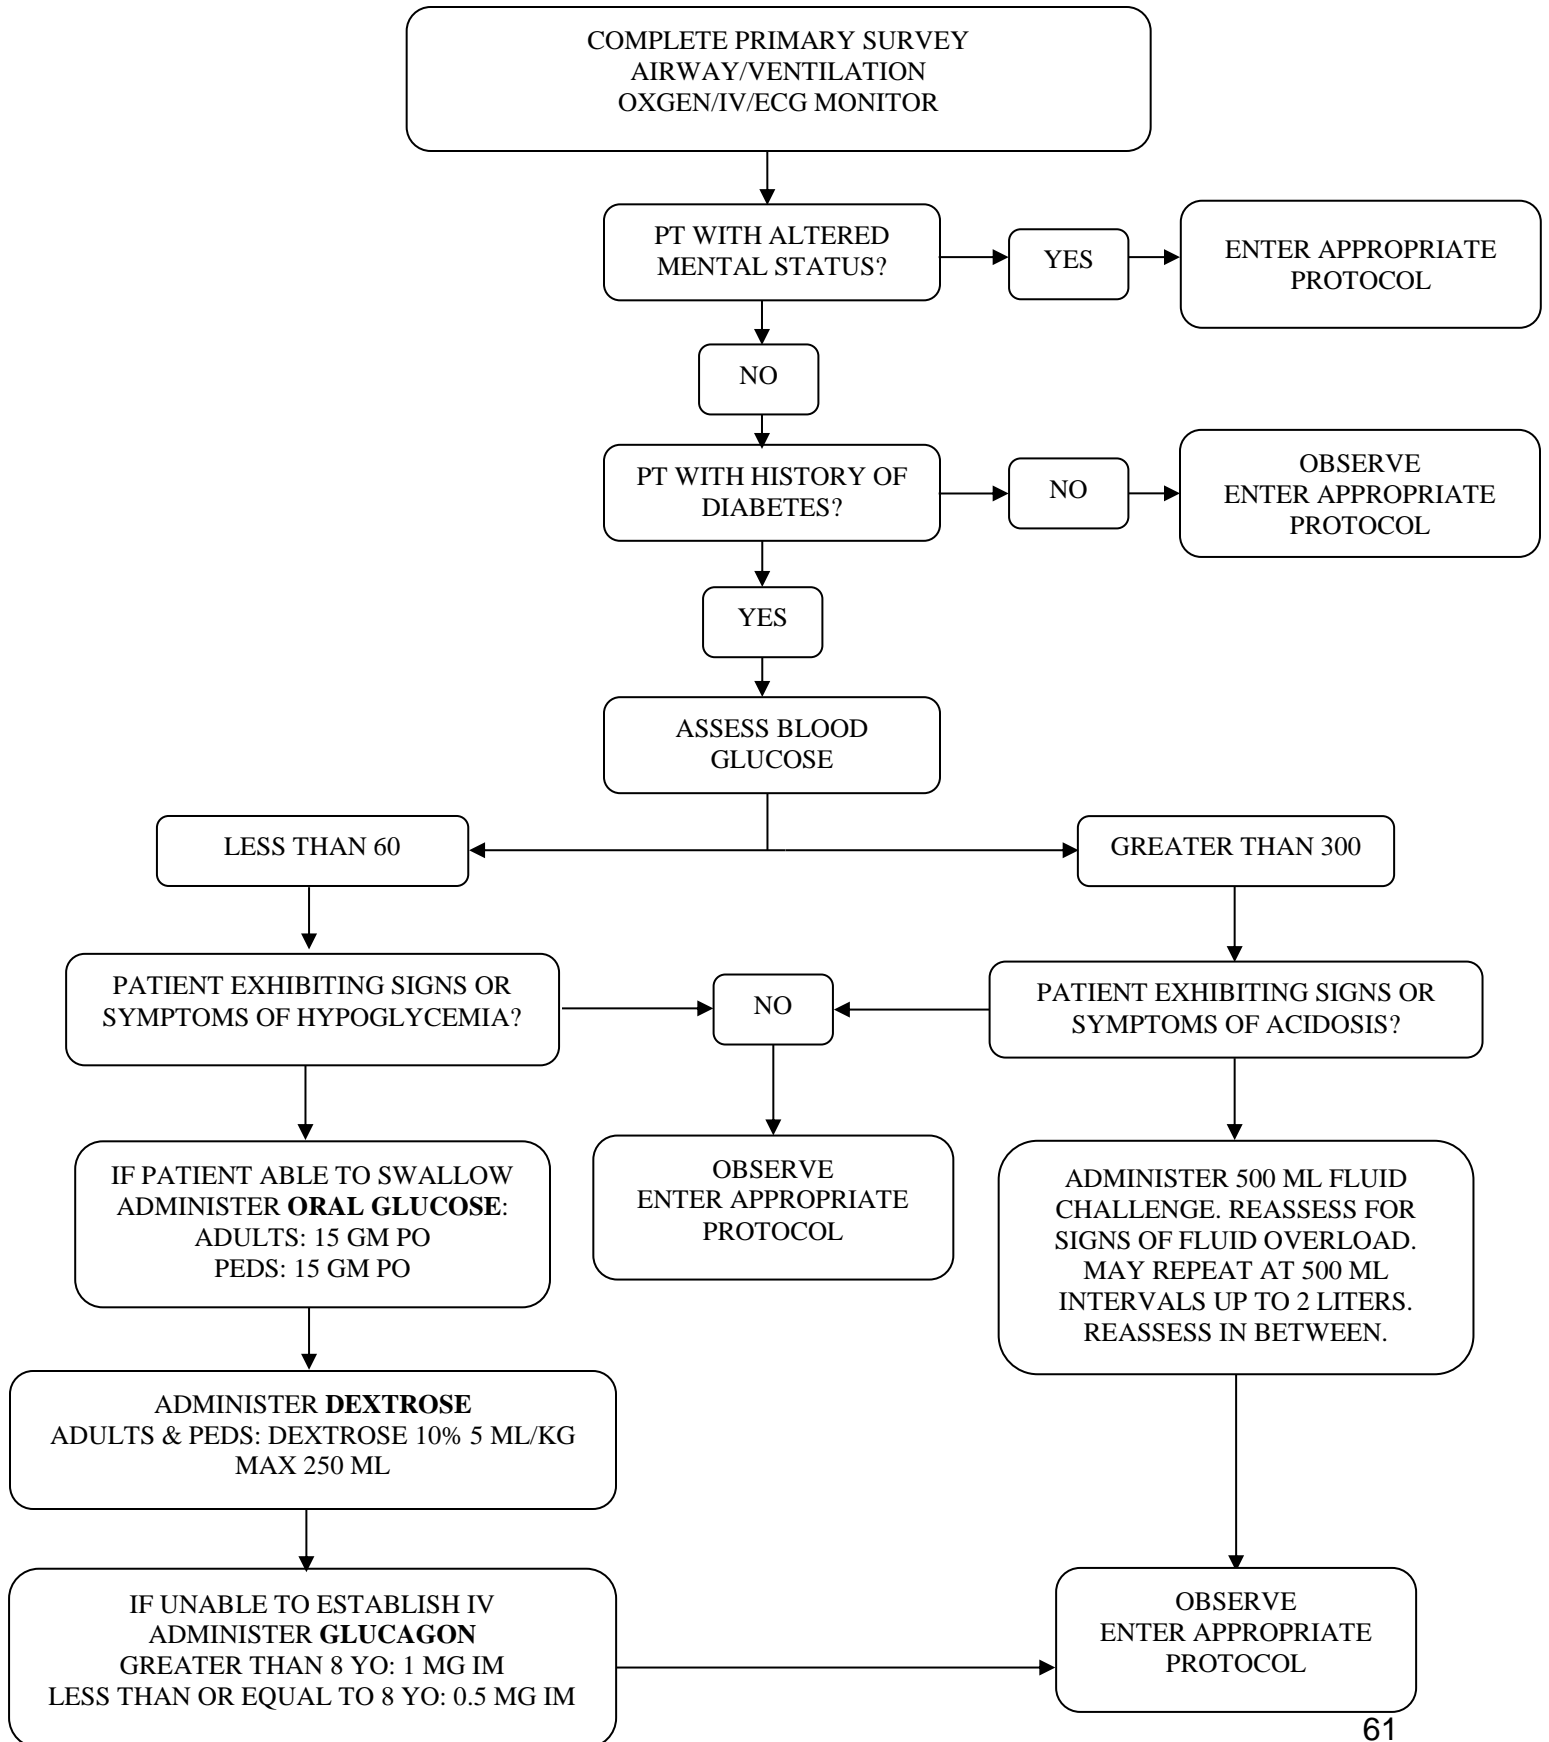 COMPLETE PRIMARY SURVEY
AIRWAY/VENTILATION
OXGEN/IV/ECG MONITOR
PT WITH ALTERED
MENTAL STATUS?
YES
ENTER APPROPRIATE
PROTOCOL
NO
PT WITH HISTORY OF
DIABETES?
NO
OBSERVE
ENTER APPROPRIATE
PROTOCOL
YES
ASSESS BLOOD
GLUCOSE
LESS THAN 60
GREATER THAN 300
PATIENT EXHIBITING SIGNS OR
SYMPTOMS OF HYPOGLYCEMIA?
NO
PATIENT EXHIBITING SIGNS OR
SYMPTOMS OF ACIDOSIS?
IF PATIENT ABLE TO SWALLOW
ADMINISTER ORAL GLUCOSE:
ADULTS: 15 GM PO
PEDS: 15 GM PO
OBSERVE
ENTER APPROPRIATE
PROTOCOL
ADMINISTER 500 ML FLUID
CHALLENGE. REASSESS FOR
SIGNS OF FLUID OVERLOAD.
MAY REPEAT AT 500 ML
INTERVALS UP TO 2 LITERS.
REASSESS IN BETWEEN.
ADMINISTER DEXTROSE
ADULTS & PEDS: DEXTROSE 10% 5 ML/KG
MAX 250 ML
IF UNABLE TO ESTABLISH IV
ADMINISTER GLUCAGON
GREATER THAN 8 YO: 1 MG IM
LESS THAN OR EQUAL TO 8 YO: 0.5 MG IM
OBSERVE
ENTER APPROPRIATE
PROTOCOL
61